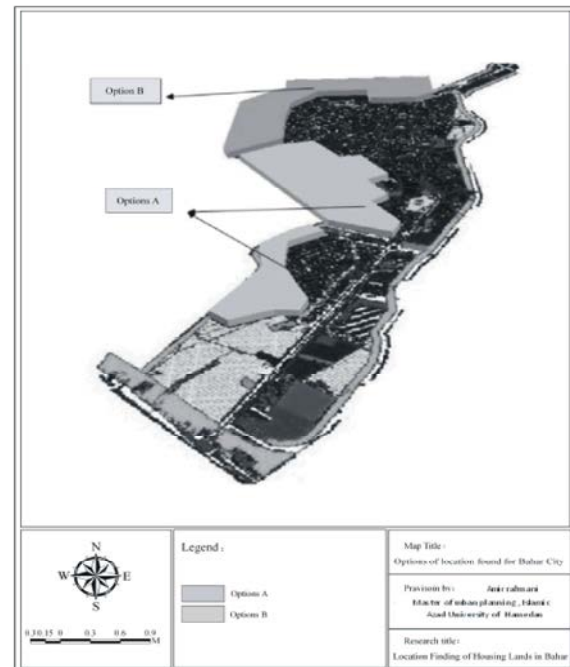 Option B
Options A
N
W E
S
0.3 0.15 0 0.3 0.6 0.9
M
Legend :
Options A
Options B
Map Title :
Options of location found for Bahar City
Provision by : Amir rahmani
Master of urban planning , Islamic
Azad University of Hamedan
Research title :
Location Finding of Housing Lands in Bahar